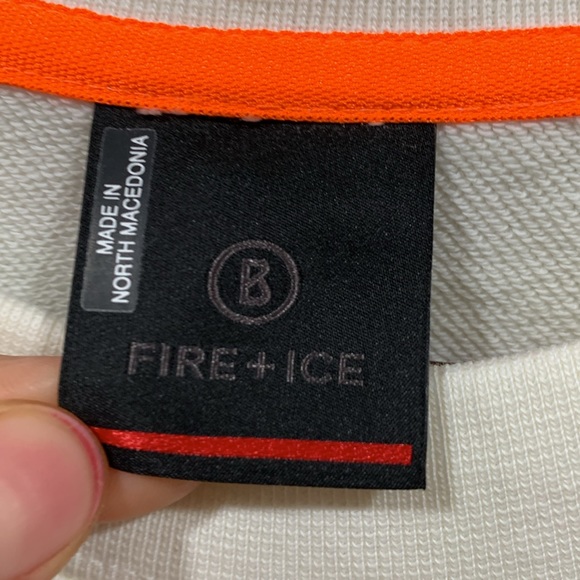 MADE IN
NORTH MACEDONIA
B
FIRE + ICE